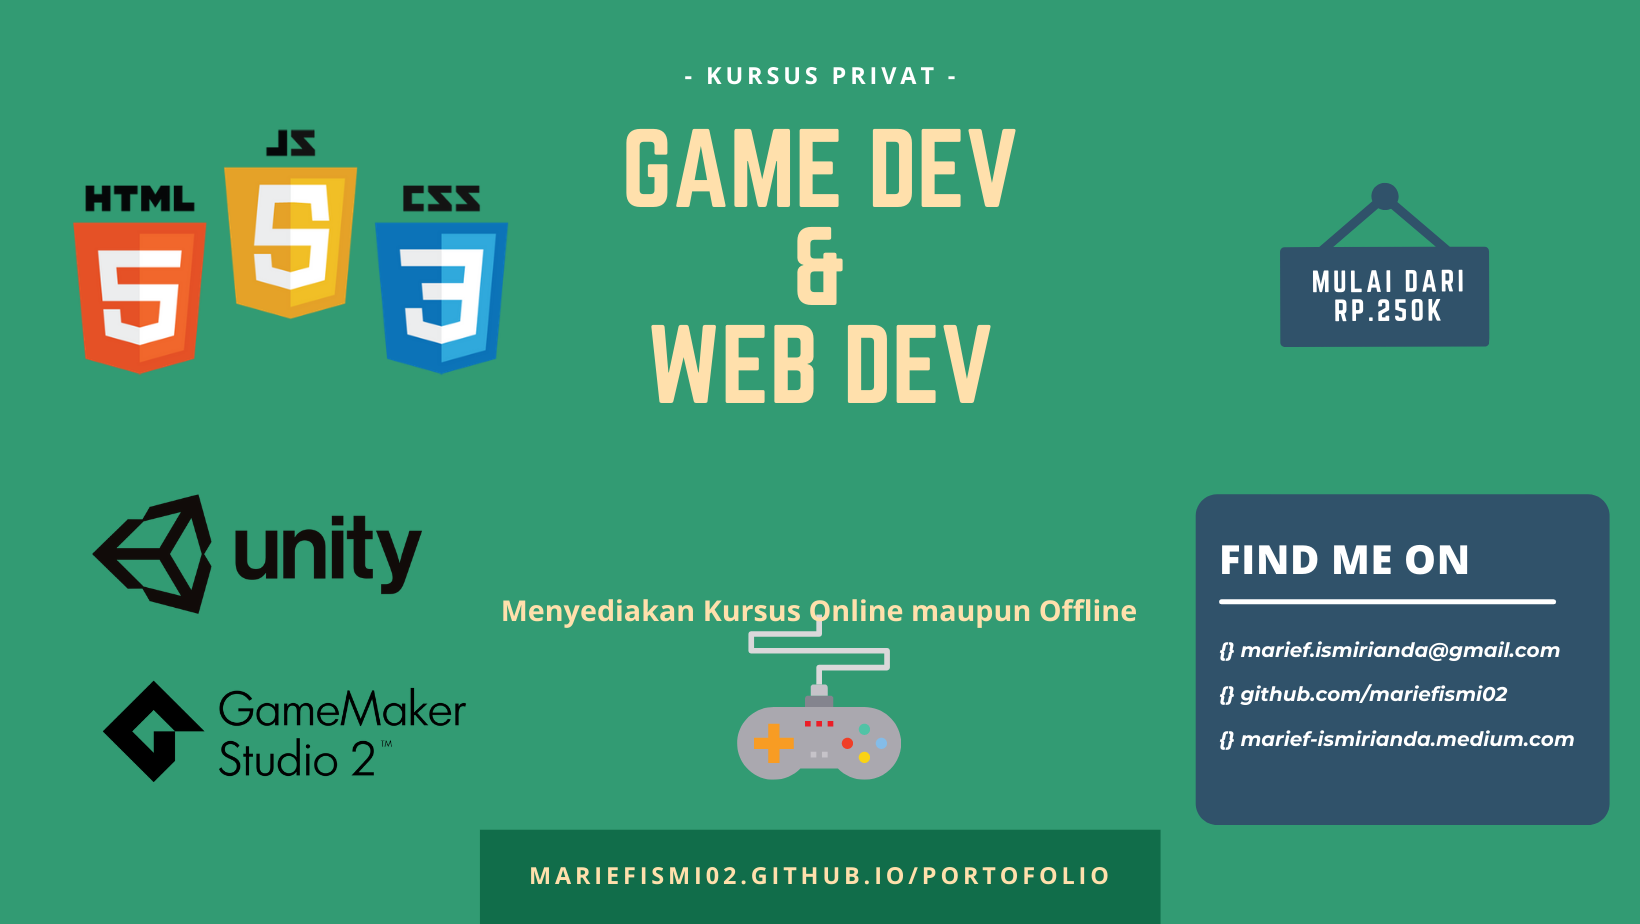 - KURSUS PRIVAT -
GAME DEV
&
WEB DEV
JS
HTML
CSS
5
5
3
MULAI DARI
RP.250K
unity
GameMaker
Studio 2™
Menyediakan Kursus Online maupun Offline
FIND ME ON
{} marief.ismirianda@gmail.com
{} github.com/mariefismi02
{} marief-ismirianda.medium.com
MARIEFISMI02.GITHUB.IO/PORTOFOLIO